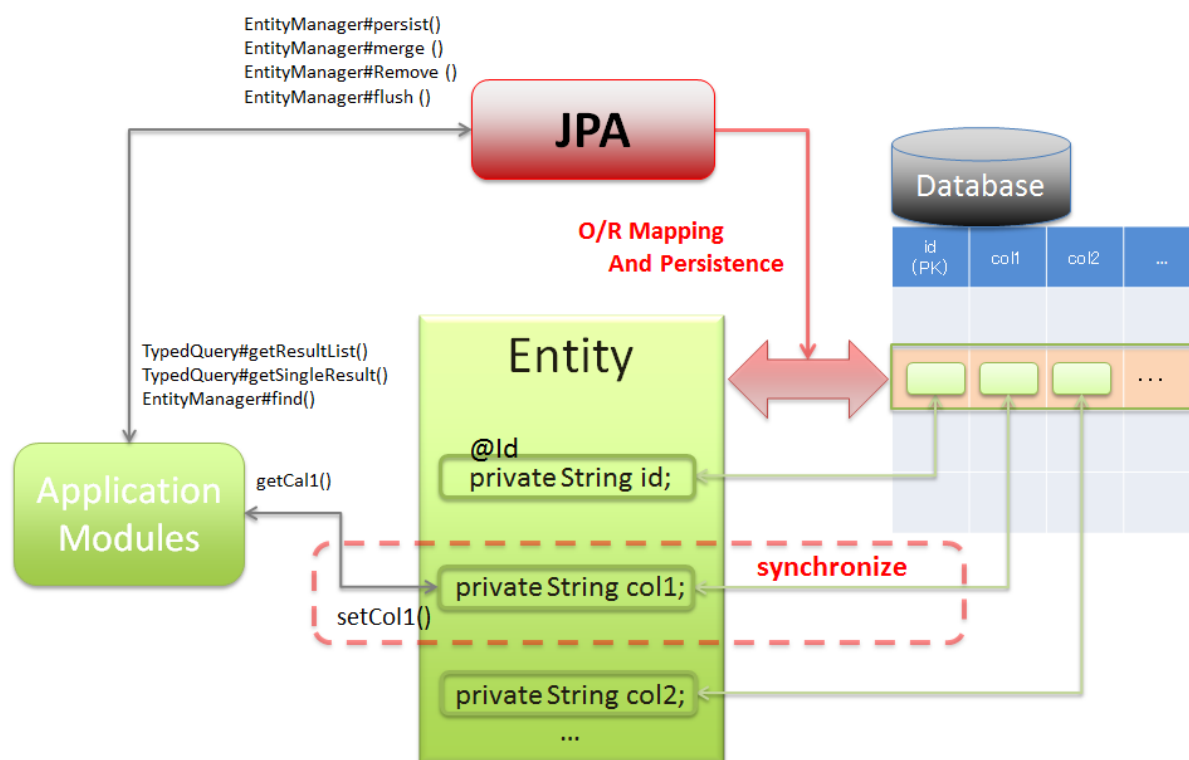 EntityManager#persist()
EntityManager#merge ()
EntityManager#Remove ()
EntityManager#flush ()
JPA
Database
O/R Mapping
And Persistence
id
(PK)
col1
col2
...
TypedQuery#getResultList()
TypedQuery#getSingleResult()
EntityManager#find()
Entity
...
@Id
private String id;
Application
Modules
getCal1()
synchronize
private String col1;
setCol1()
private String col2;
...